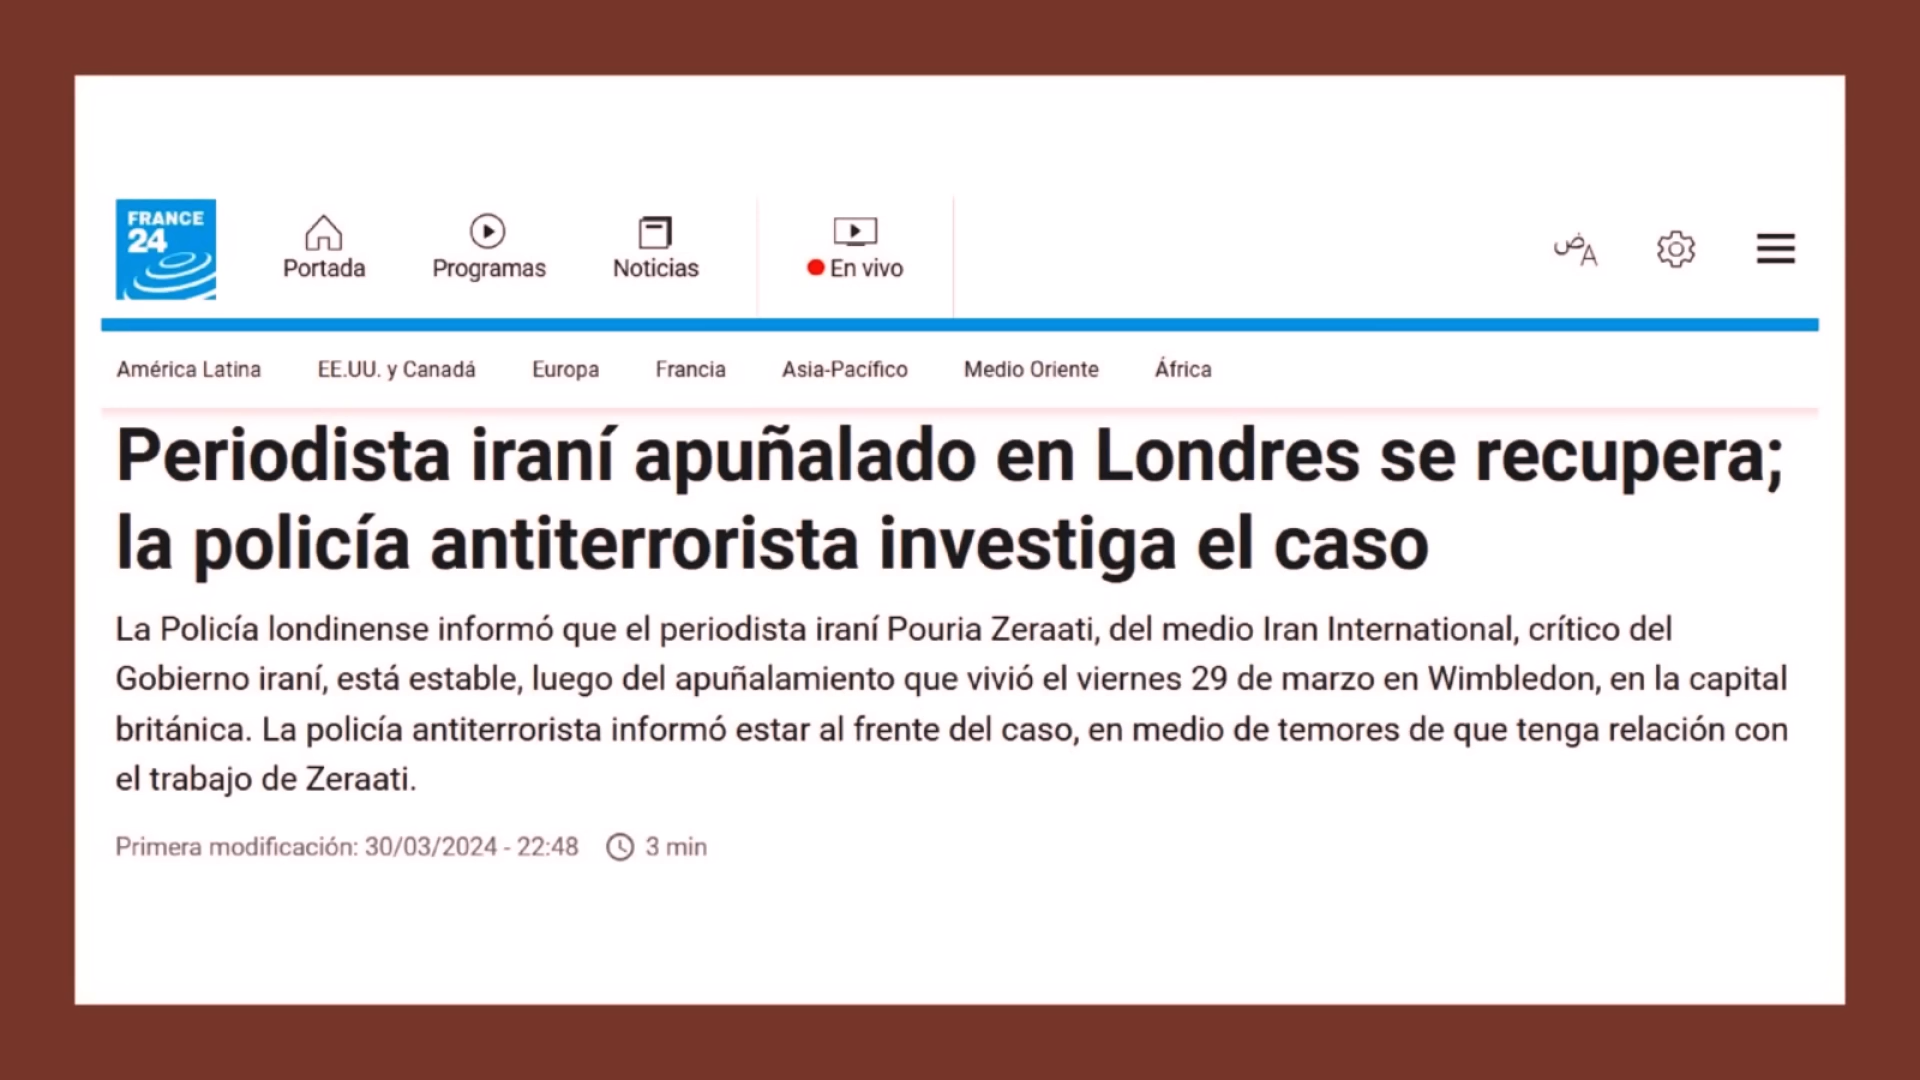 FRANCE
24
Portada
Programas
Noticias
En vivo
ضA
América Latina
EE.UU. y Canadá
Europa
Francia
Asia-Pacífico
Medio Oriente
África
Periodista iraní apuñalado en Londres se recupera;
la policía antiterrorista investiga el caso
La Policía londinense informó que el periodista iraní Pouria Zeraati, del medio Iran International, crítico del
Gobierno iraní, está estable, luego del apuñalamiento que vivió el viernes 29 de marzo en Wimbledon, en la capital
británica. La policía antiterrorista informó estar al frente del caso, en medio de temores de que tenga relación con
el trabajo de Zeraati.
Primera modificación: 30/03/2024 - 22:48
3 min